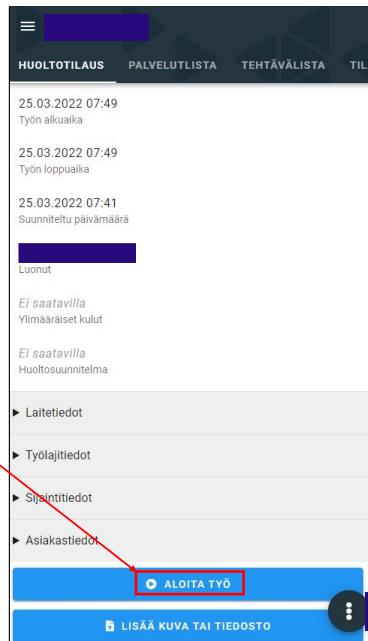 HUOLTOTILAUS PALVELUTLISTA TEHTÄVÄLISTA TIL
25.03.2022 07:49
Työn alkuaika
25.03.2022 07:49
Työn loppuaika
25.03.2022 07:41
Suunniteltu päivämäärä
Luonut
Ei saatavilla
Ylimääräiset kulut
Ei saatavilla
Huoltosuunnitelma
Laitetiedot
Työlajitiedot
Sijaintitiedot
Asiakastiedot
ALOITA TYÖ
LISÄÄ KUVA TAI TIEDOSTO